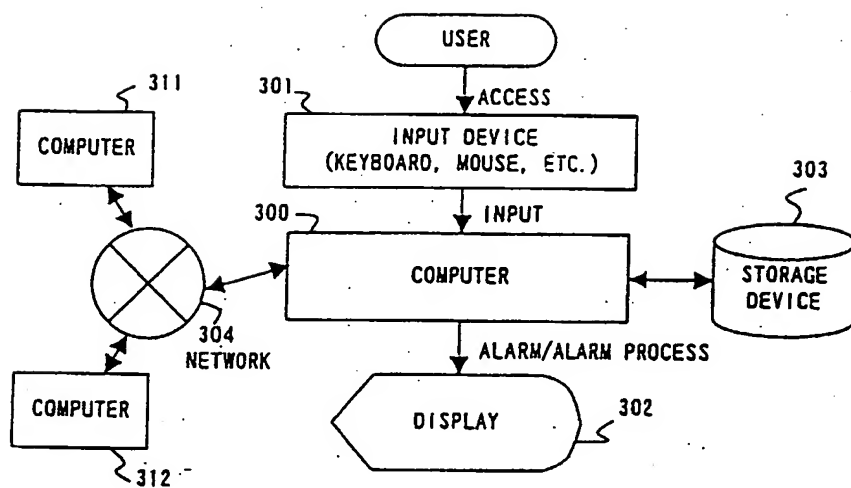 USER
311
301
ACCESS
COMPUTER
INPUT DEVICE
(KEYBOARD, MOUSE, ETC.)
303
300
INPUT
COMPUTER
STORAGE
DEVICE
304
NETWORK
ALARM/ALARM PROCESS
COMPUTER
DISPLAY
302
312